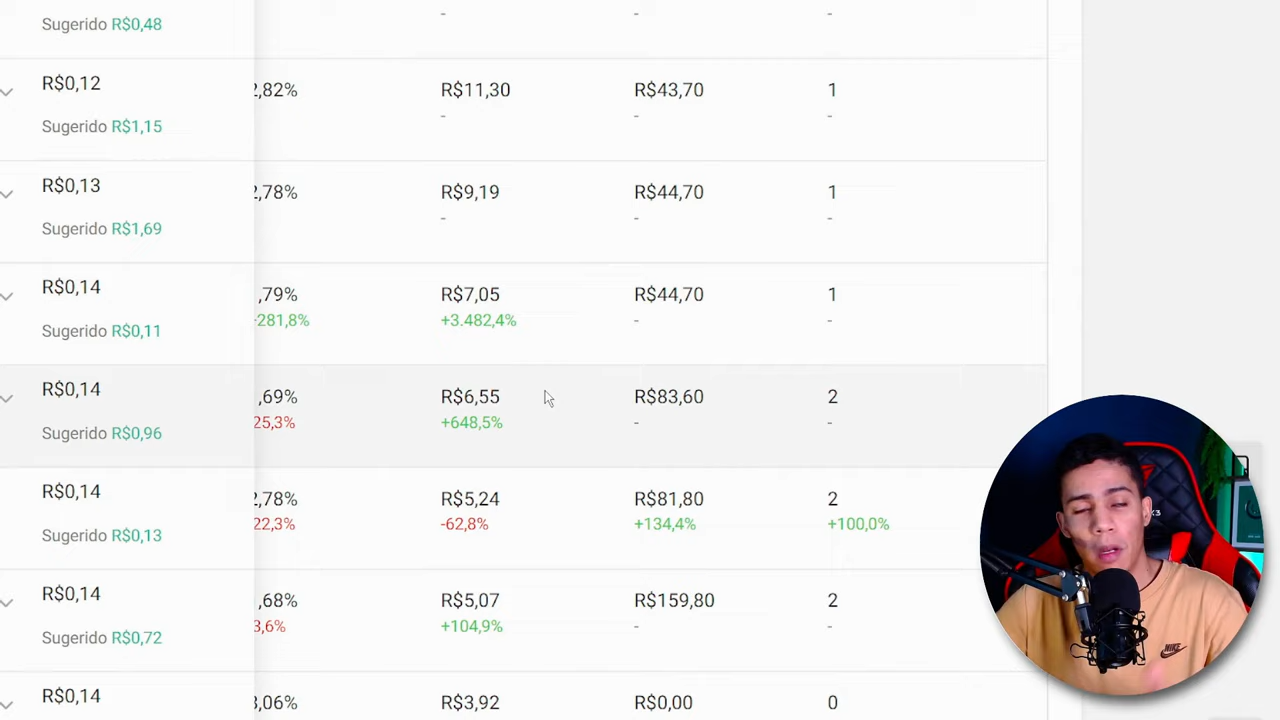 Sugerido R$0,48 - - -
R$0,12 2,82% R$11,30 R$43,70 1
Sugerido R$1,15 - - -
R$0,13 2,78% R$9,19 R$44,70 1
Sugerido R$1,69 - - -
R$0,14 ,79% R$7,05 R$44,70 1
Sugerido R$0,11 281,8% +3.482,4% - -
R$0,14 ,69% R$6,55 R$83,60 2
Sugerido R$0,96 25,3% +648,5% - -
R$0,14 2,78% R$5,24 R$81,80 2
Sugerido R$0,13 22,3% -62,8% +134,4% +100,0%
R$0,14 ,68% R$5,07 R$159,80 2
Sugerido R$0,72 3,6% +104,9% - -
R$0,14 3,06% R$3,92 R$0,00 0
NIKE